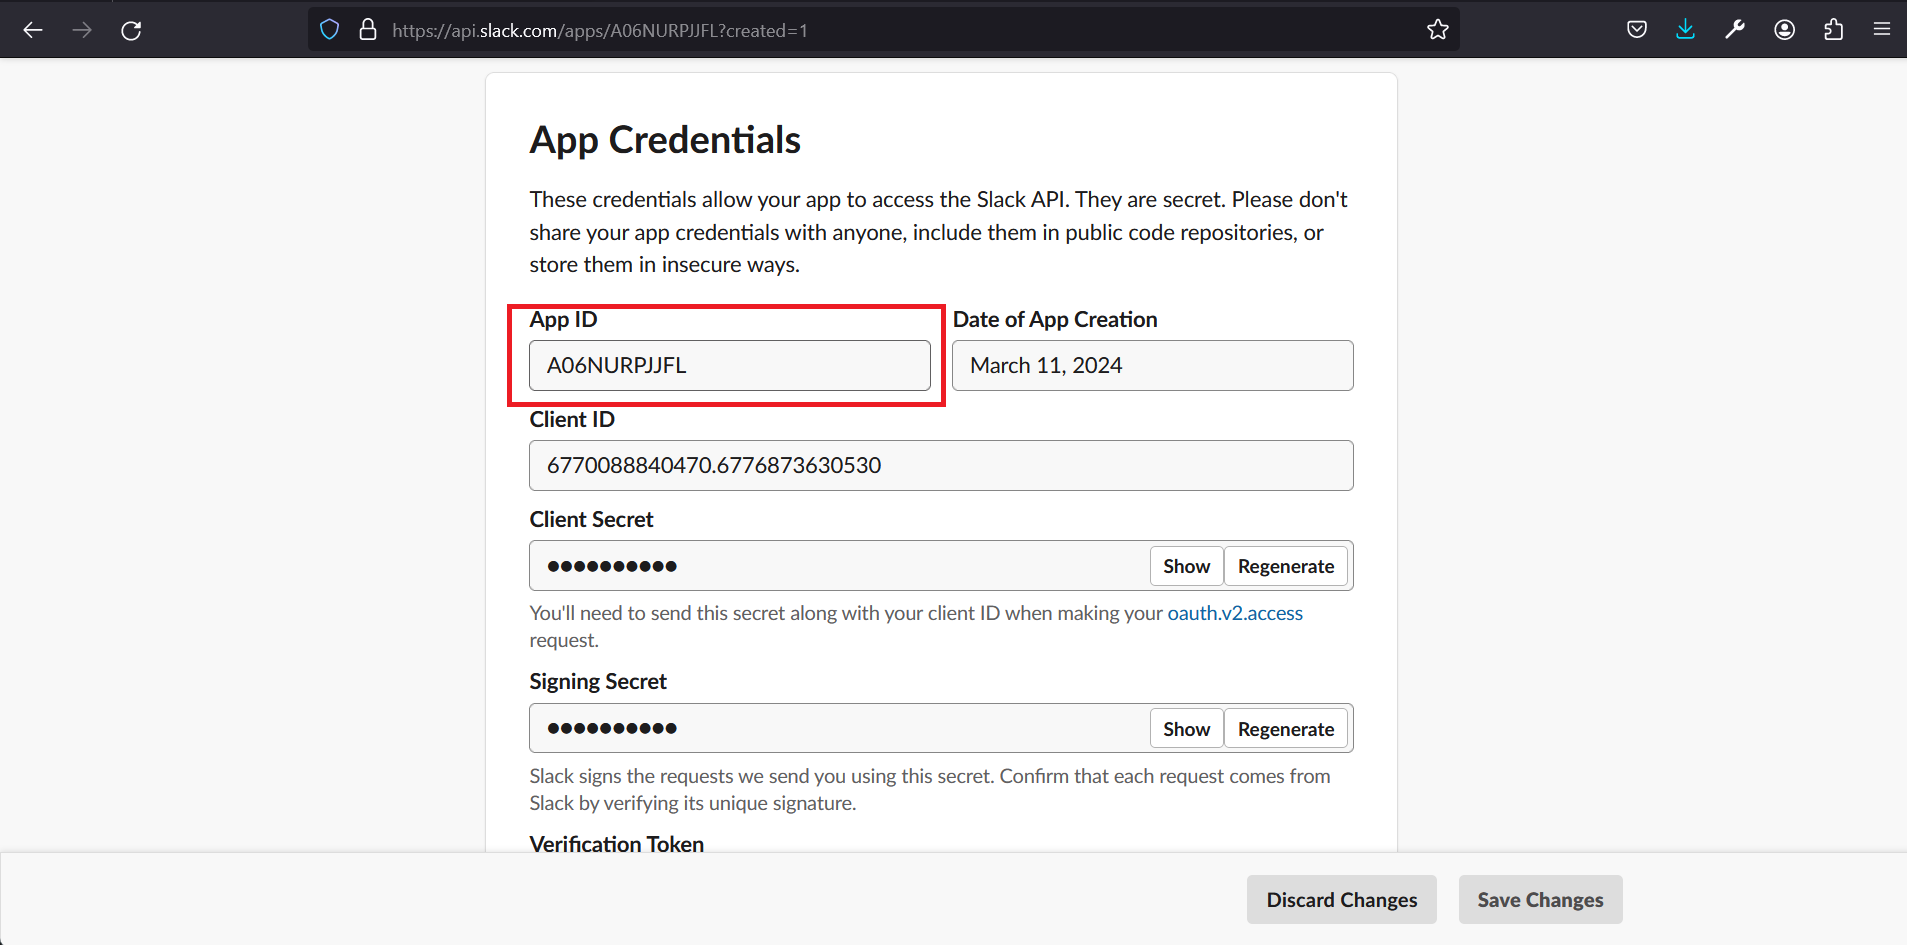 https://api.slack.com/apps/A06NURPJJFL?created=1
App Credentials
These credentials allow your app to access the Slack API. They are secret. Please don't
share your app credentials with anyone, include them in public code repositories, or
store them in insecure ways.
App ID
Date of App Creation
A06NURPJJFL
March 11, 2024
Client ID
6770088840470.6776873630530
Client Secret
●●●●●●●●●●
Show
Regenerate
You'll need to send this secret along with your client ID when making your oauth.v2.access
request.
Signing Secret
●●●●●●●●●●
Show
Regenerate
Slack signs the requests we send you using this secret. Confirm that each request comes from
Slack by verifying its unique signature.
Verification Token
Discard Changes
Save Changes